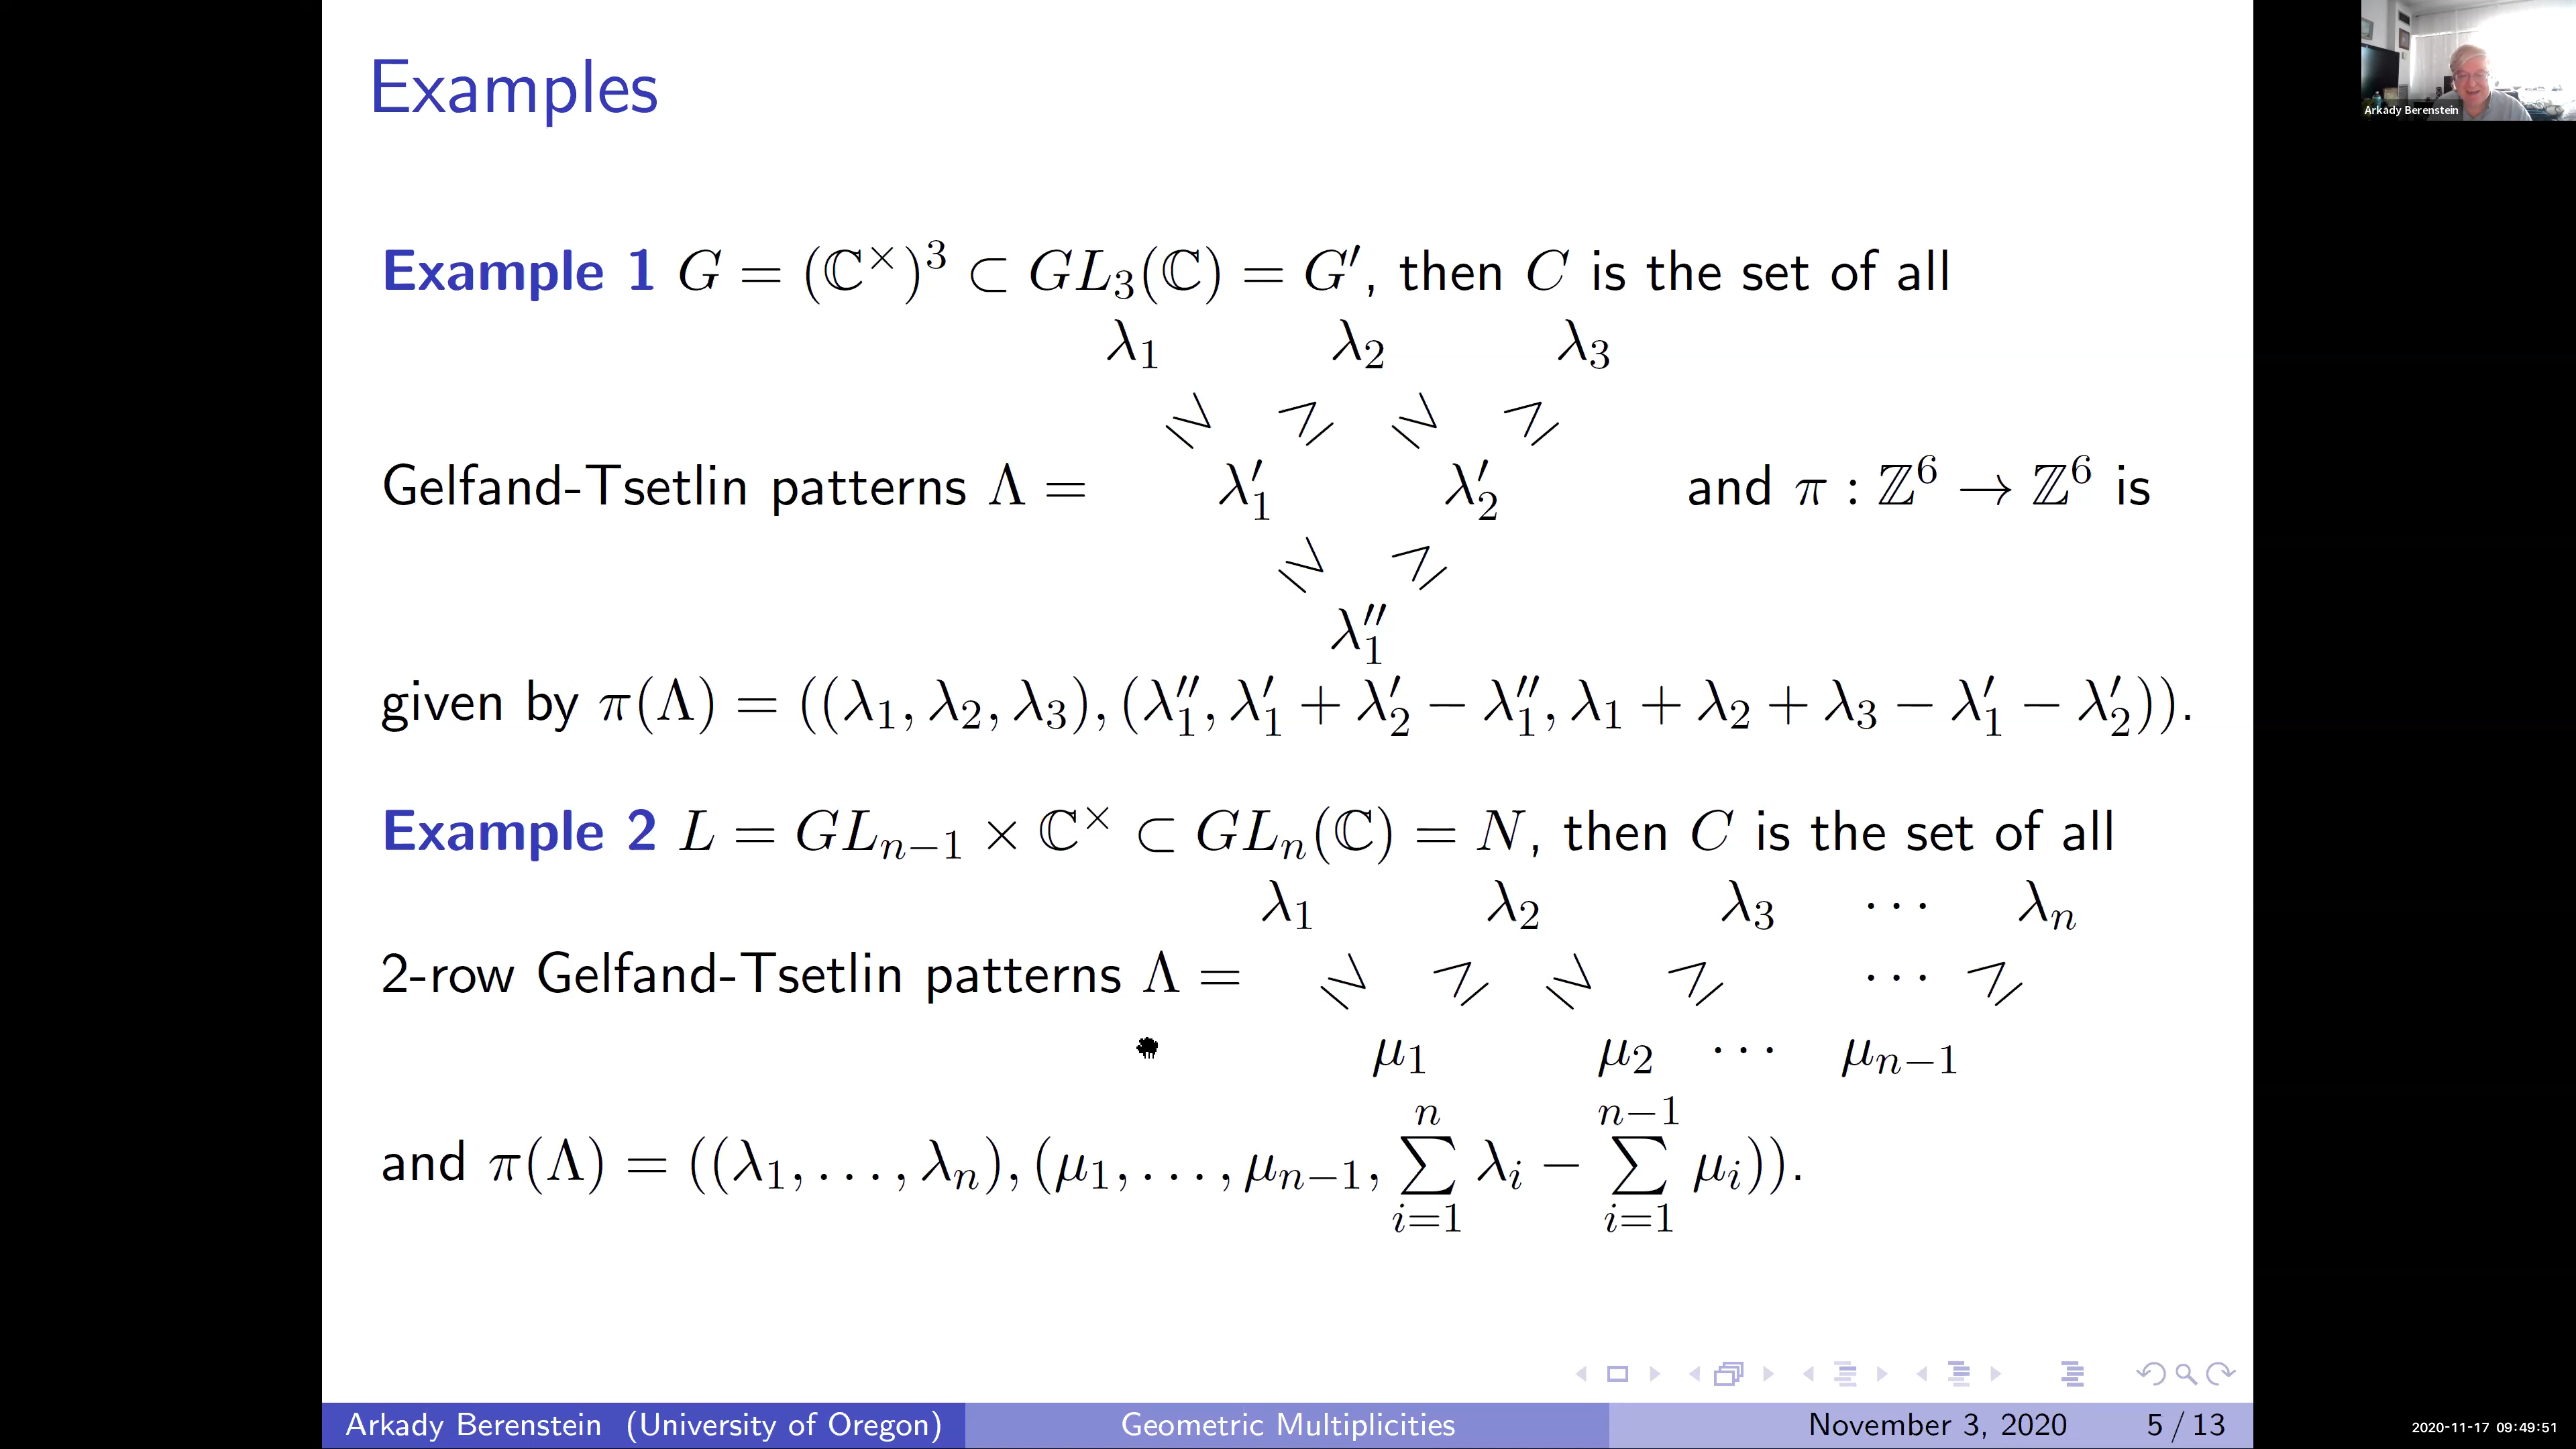 Examples
Arkady Berenstein
Example 1 G = (ℂ^×)^3 ⊂ GL_3(ℂ) = G′, then C is the set of all
λ_1 λ_2 λ_3
≥ ≥ ≥ ≥
Gelfand-Tsetlin patterns Λ = λ′_1 λ′_2 and π : ℤ^6 → ℤ^6 is
≥ ≥
λ″_1
given by π(Λ) = ((λ_1, λ_2, λ_3), (λ″_1, λ′_1 + λ′_2 − λ″_1, λ_1 + λ_2 + λ_3 − λ′_1 − λ′_2)).
Example 2 L = GL_{n−1} × ℂ^× ⊂ GL_n(ℂ) = N, then C is the set of all
λ_1 λ_2 λ_3 ⋯ λ_n
2-row Gelfand-Tsetlin patterns Λ = ≥ ≥ ≥ ≥ ⋯ ≥
μ_1 μ_2 ⋯ μ_{n−1}
and π(Λ) = ((λ_1, . . . , λ_n), (μ_1, . . . , μ_{n−1}, ∑_{i=1}^{n} λ_i − ∑_{i=1}^{n−1} μ_i)).
Arkady Berenstein (University of Oregon) Geometric Multiplicities November 3, 2020 5 / 13
2020-11-17 09:49:51